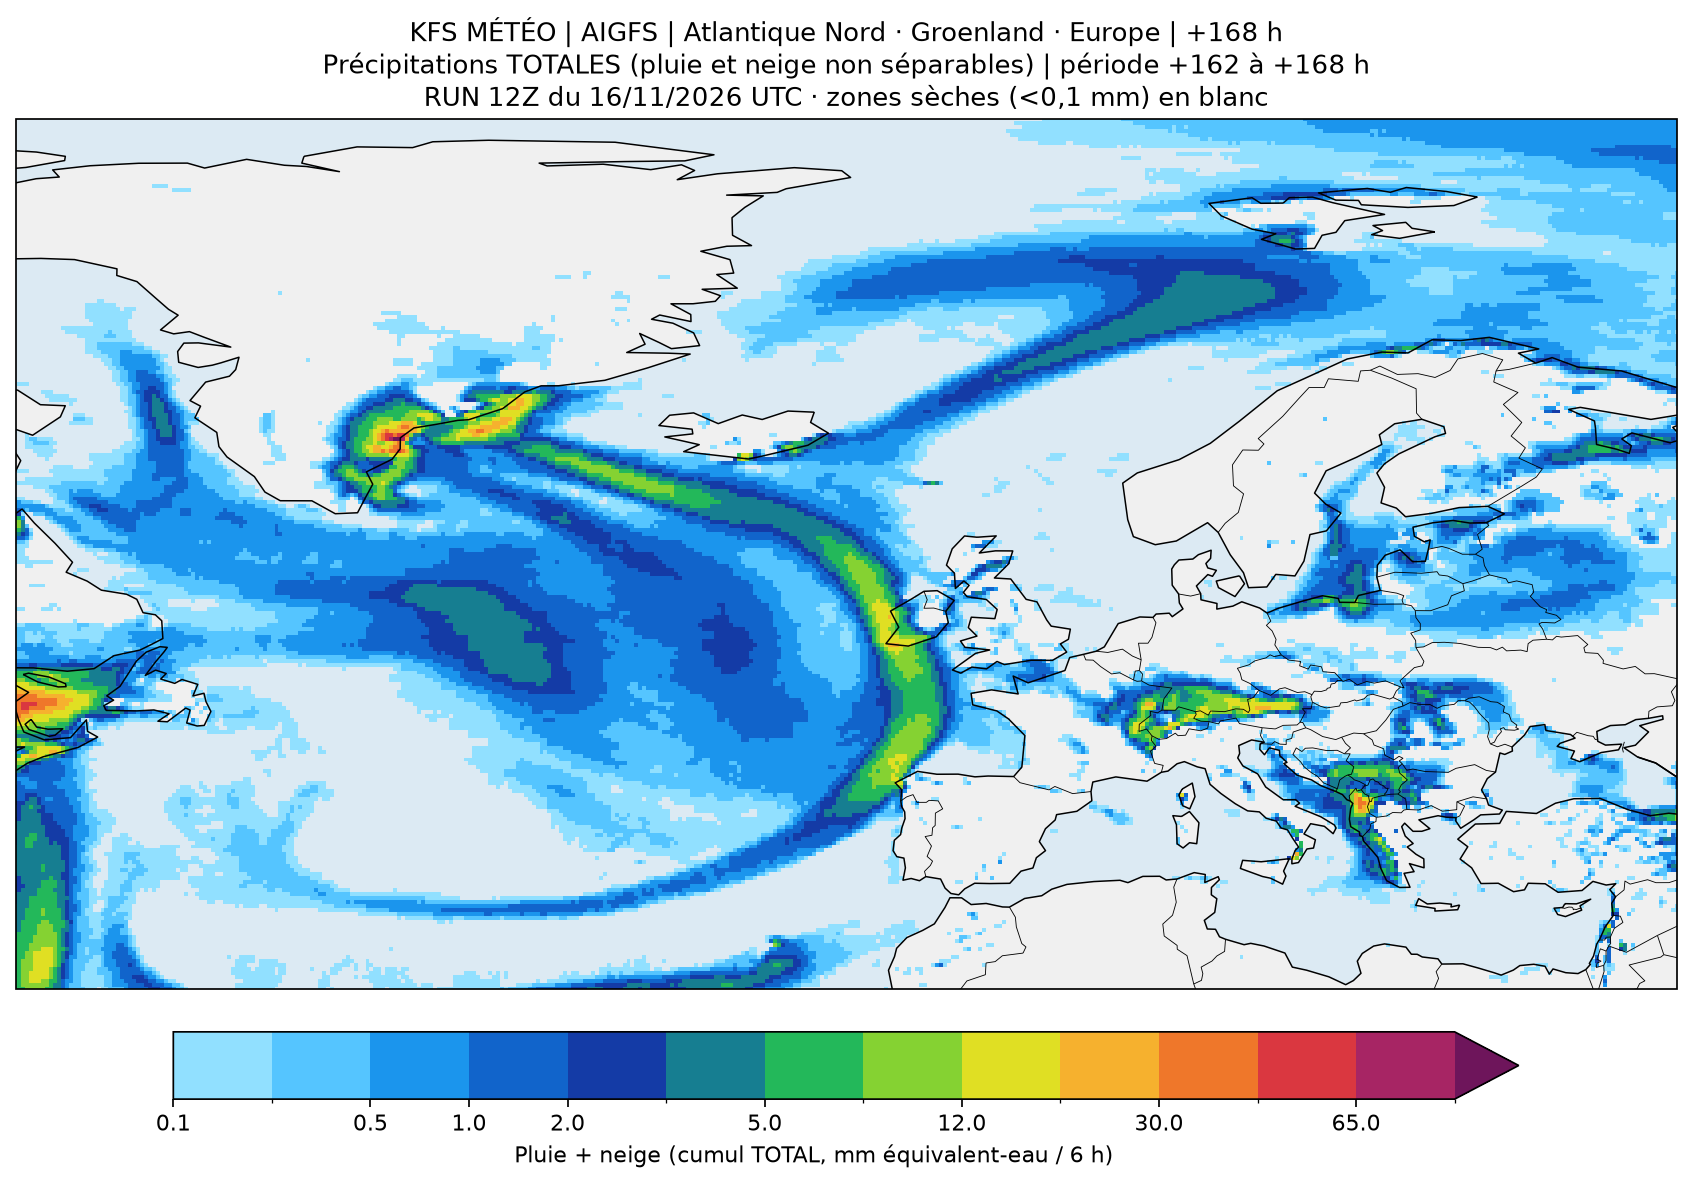 KFS MÉTÉO | AIGFS | Atlantique Nord · Groenland · Europe | +168 h
Précipitations TOTALES (pluie et neige non séparables) | période +162 à +168 h
RUN 12Z du 16/11/2026 UTC · zones sèches (<0,1 mm) en blanc
0.1 0.5 1.0 2.0 5.0 12.0 30.0 65.0
Pluie + neige (cumul TOTAL, mm équivalent-eau / 6 h)